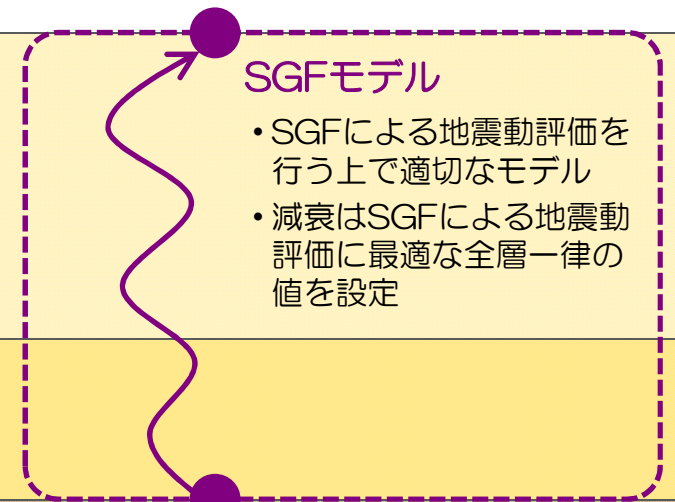 SGFモデル
・SGFによる地震動評価を
行う上で適切なモデル
・減衰はSGFによる地震動
評価に最適な全層一律の
値を設定